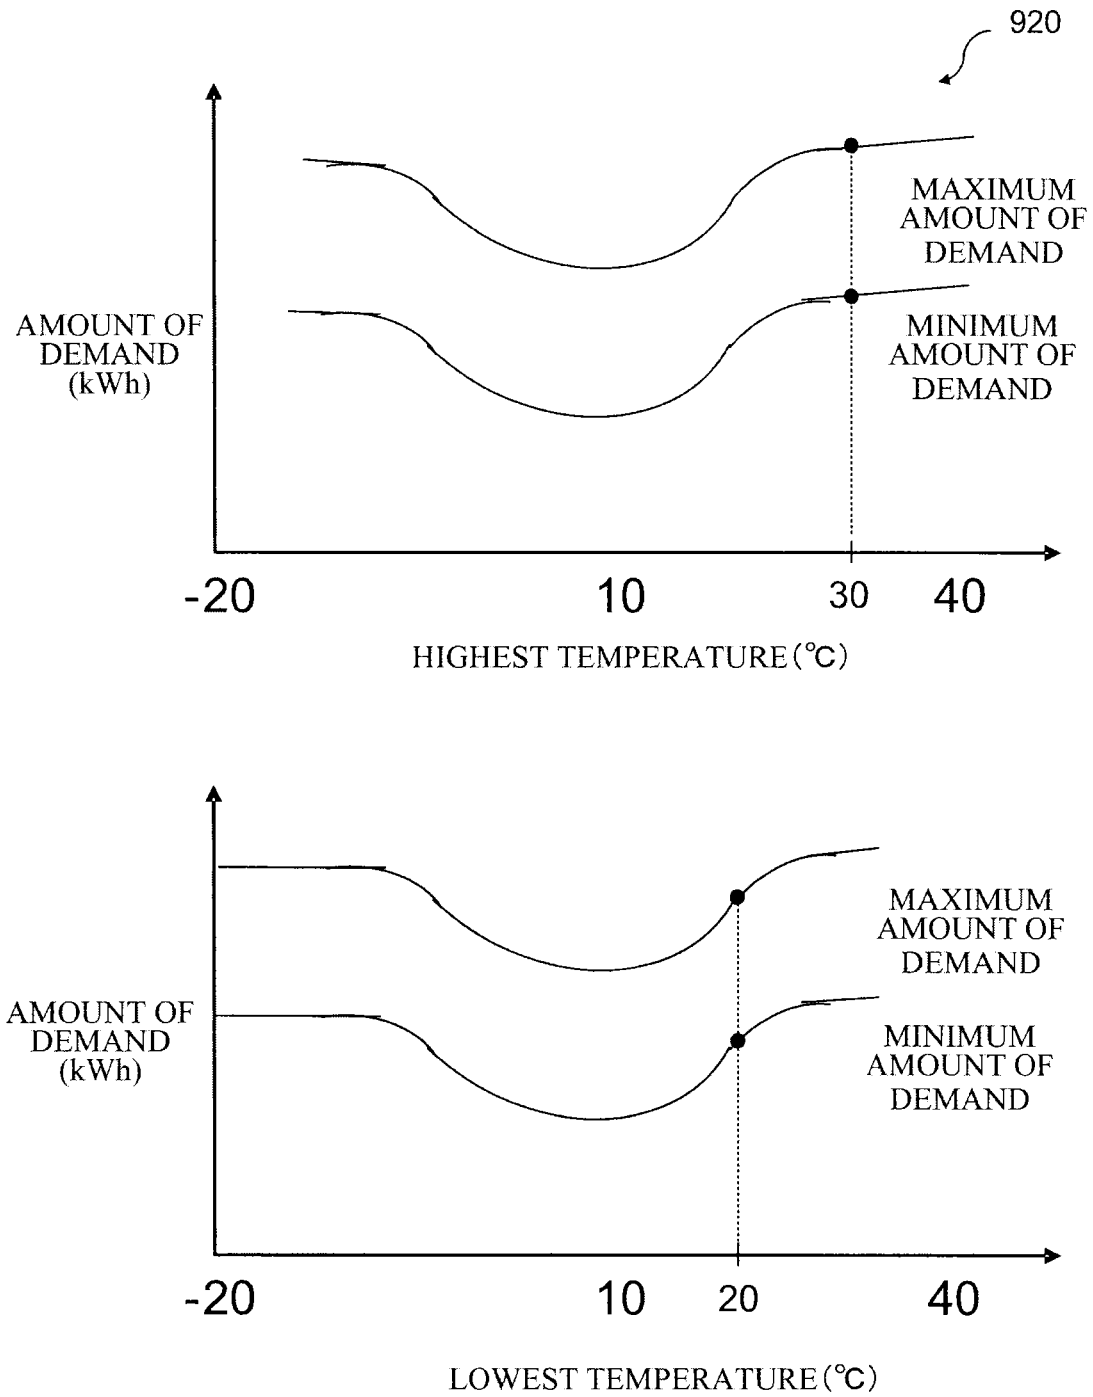 920
MAXIMUM
AMOUNT OF
DEMAND
AMOUNT OF
DEMAND
(kWh)
MINIMUM
AMOUNT OF
DEMAND
-20 10 30 40
HIGHEST TEMPERATURE(℃)
MAXIMUM
AMOUNT OF
DEMAND
AMOUNT OF
DEMAND
(kWh)
MINIMUM
AMOUNT OF
DEMAND
-20 10 20 40
LOWEST TEMPERATURE(℃)